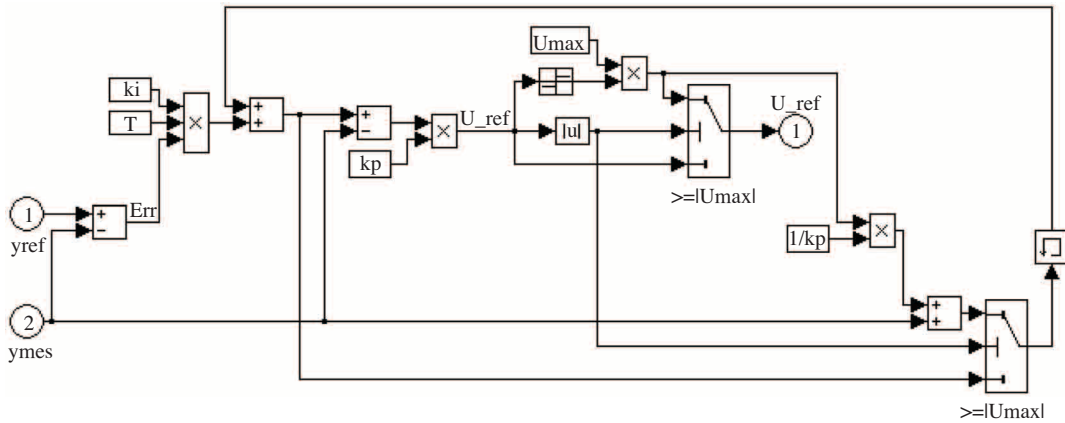 Umax
ki
T
×
+
+
+
−
×
U_ref
kp
×
|u|
U_ref
1
>=|Umax|
1
yref
+
−
Err
1/kp
×
2
ymes
+
+
>=|Umax|